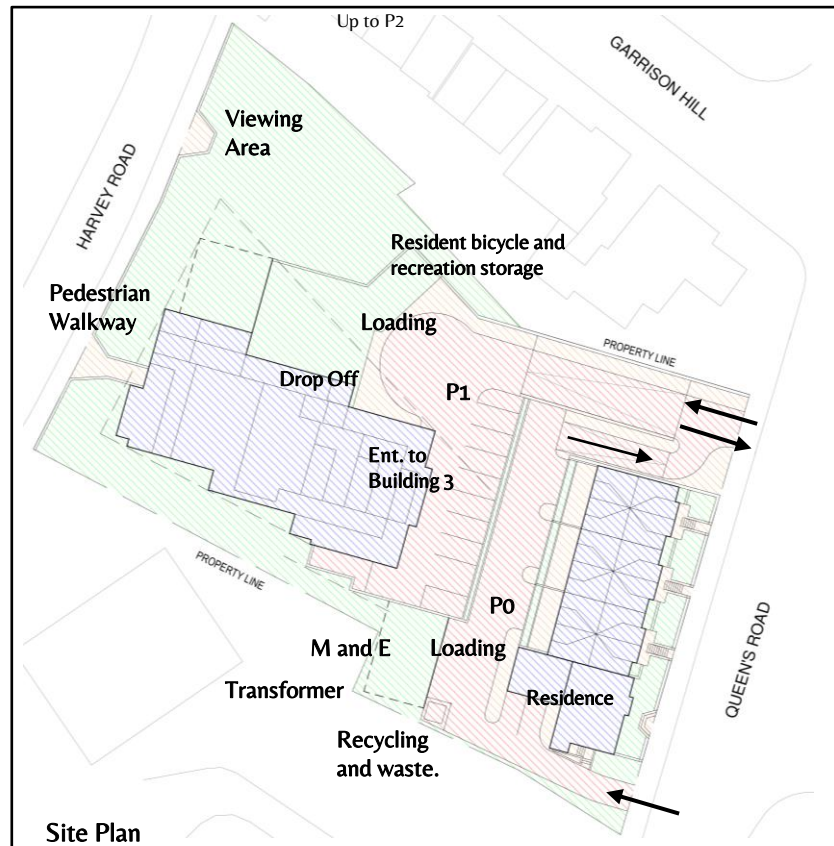 Up to P2
GARRISON HILL
Viewing
Area
HARVEY ROAD
Resident bicycle and
recreation storage
Pedestrian
Walkway
Loading
PROPERTY LINE
Drop Off
P1
Ent. to
Building 3
PROPERTY LINE
P0
M and E
Loading
QUEEN'S ROAD
Transformer
Residence
Recycling
and waste.
Site Plan